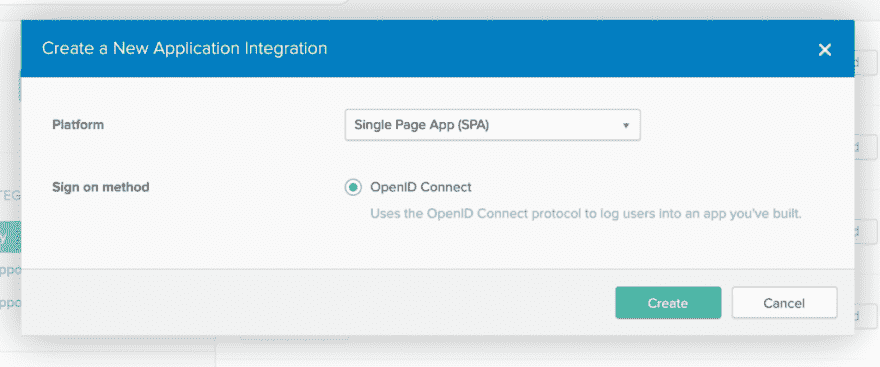 Create a New Application Integration
Platform
Single Page App (SPA)
Sign on method
OpenID Connect
Uses the OpenID Connect protocol to log users into an app you've built.
Create
Cancel